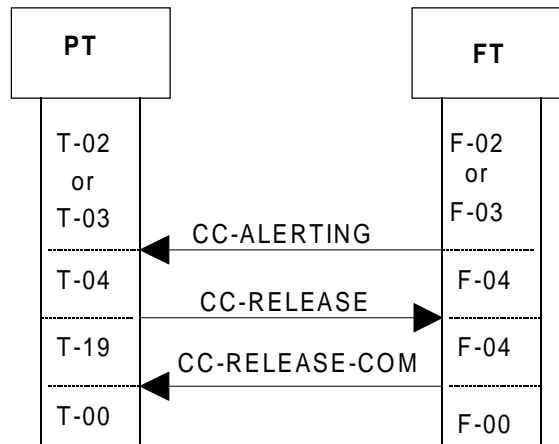 PT
FT
T-02
or
T-03
F-02
or
F-03
CC-ALERTING
T-04
F-04
CC-RELEASE
T-19
F-04
CC-RELEASE-COM
T-00
F-00